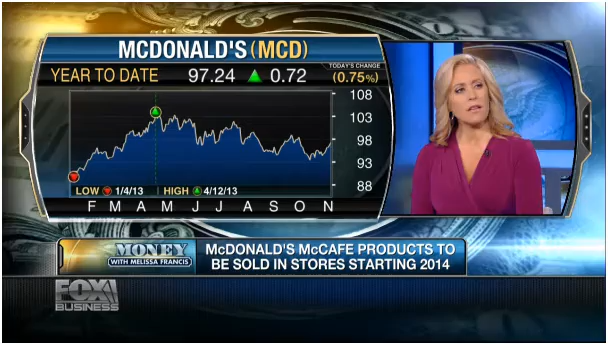 MCDONALD'S (MCD)
YEAR TO DATE 97.24 0.72 TODAY'S CHANGE (0.75%)
108
103
98
93
88
LOW 1/4/13 HIGH 4/12/13
F M A M J J A S O N
MONEY
WITH MELISSA FRANCIS
McDONALD'S McCAFE PRODUCTS TO
BE SOLD IN STORES STARTING 2014
FOX
BUSINESS